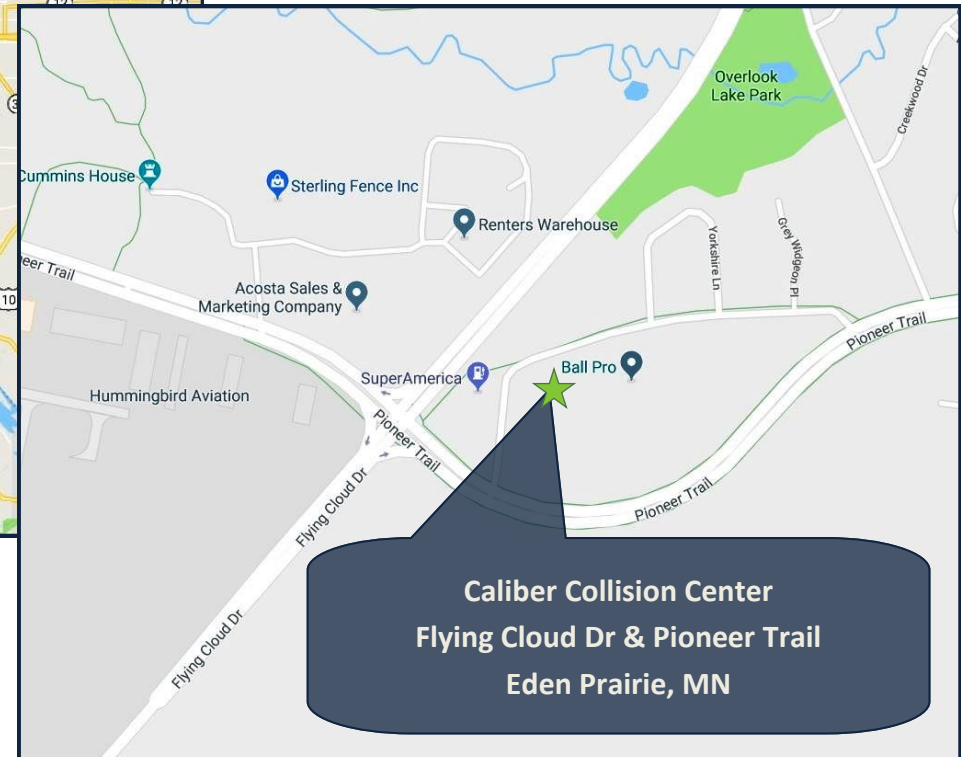 Overlook
Lake Park
Creekwood Dr
Cummins House
Sterling Fence Inc
Renters Warehouse
Yorkshire Ln
Grey Widgeon Pl
eer Trail
10
Acosta Sales &
Marketing Company
Pioneer Trail
SuperAmerica
Ball Pro
Hummingbird Aviation
Pioneer Trail
Flying Cloud Dr
Pioneer Trail
Flying Cloud Dr
Caliber Collision Center
Flying Cloud Dr & Pioneer Trail
Eden Prairie, MN